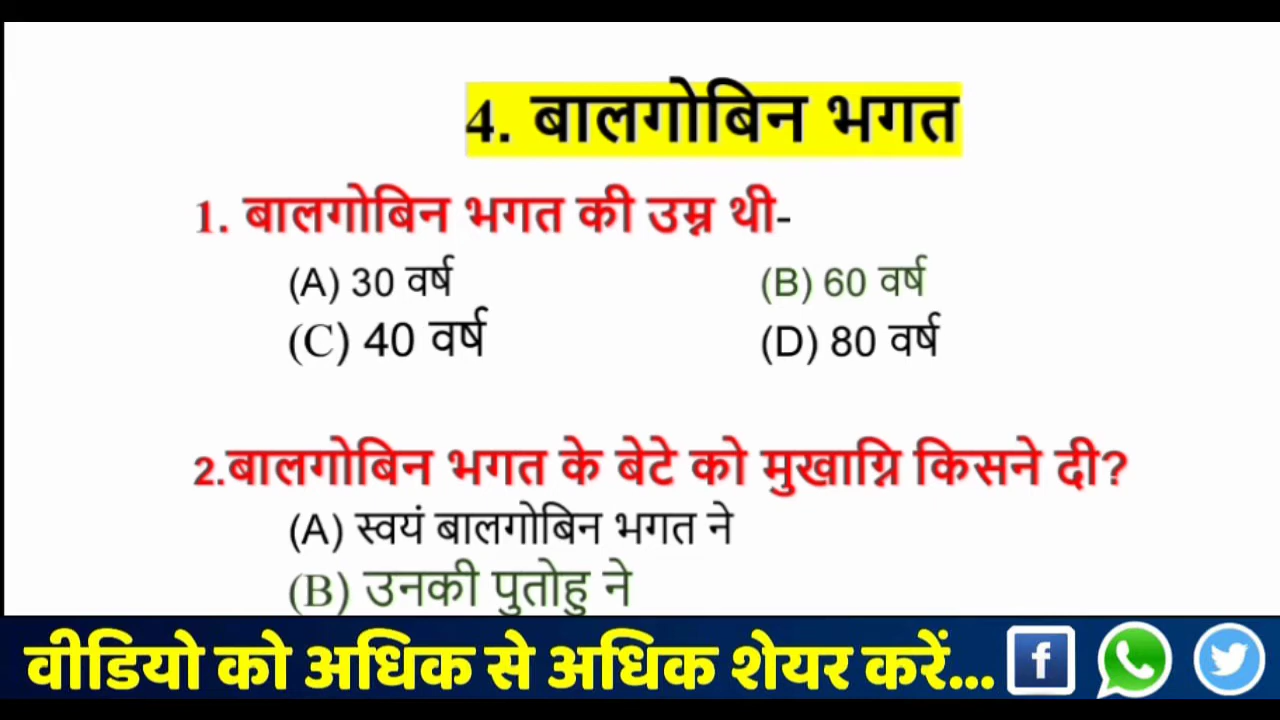 4. बालगोबिन भगत
1. बालगोबिन भगत की उम्र थी-
(A) 30 वर्ष (B) 60 वर्ष
(C) 40 वर्ष (D) 80 वर्ष
2.बालगोबिन भगत के बेटे को मुखाग्नि किसने दी?
(A) स्वयं बालगोबिन भगत ने
(B) उनकी पुतोहु ने
वीडियो को अधिक से अधिक शेयर करें...